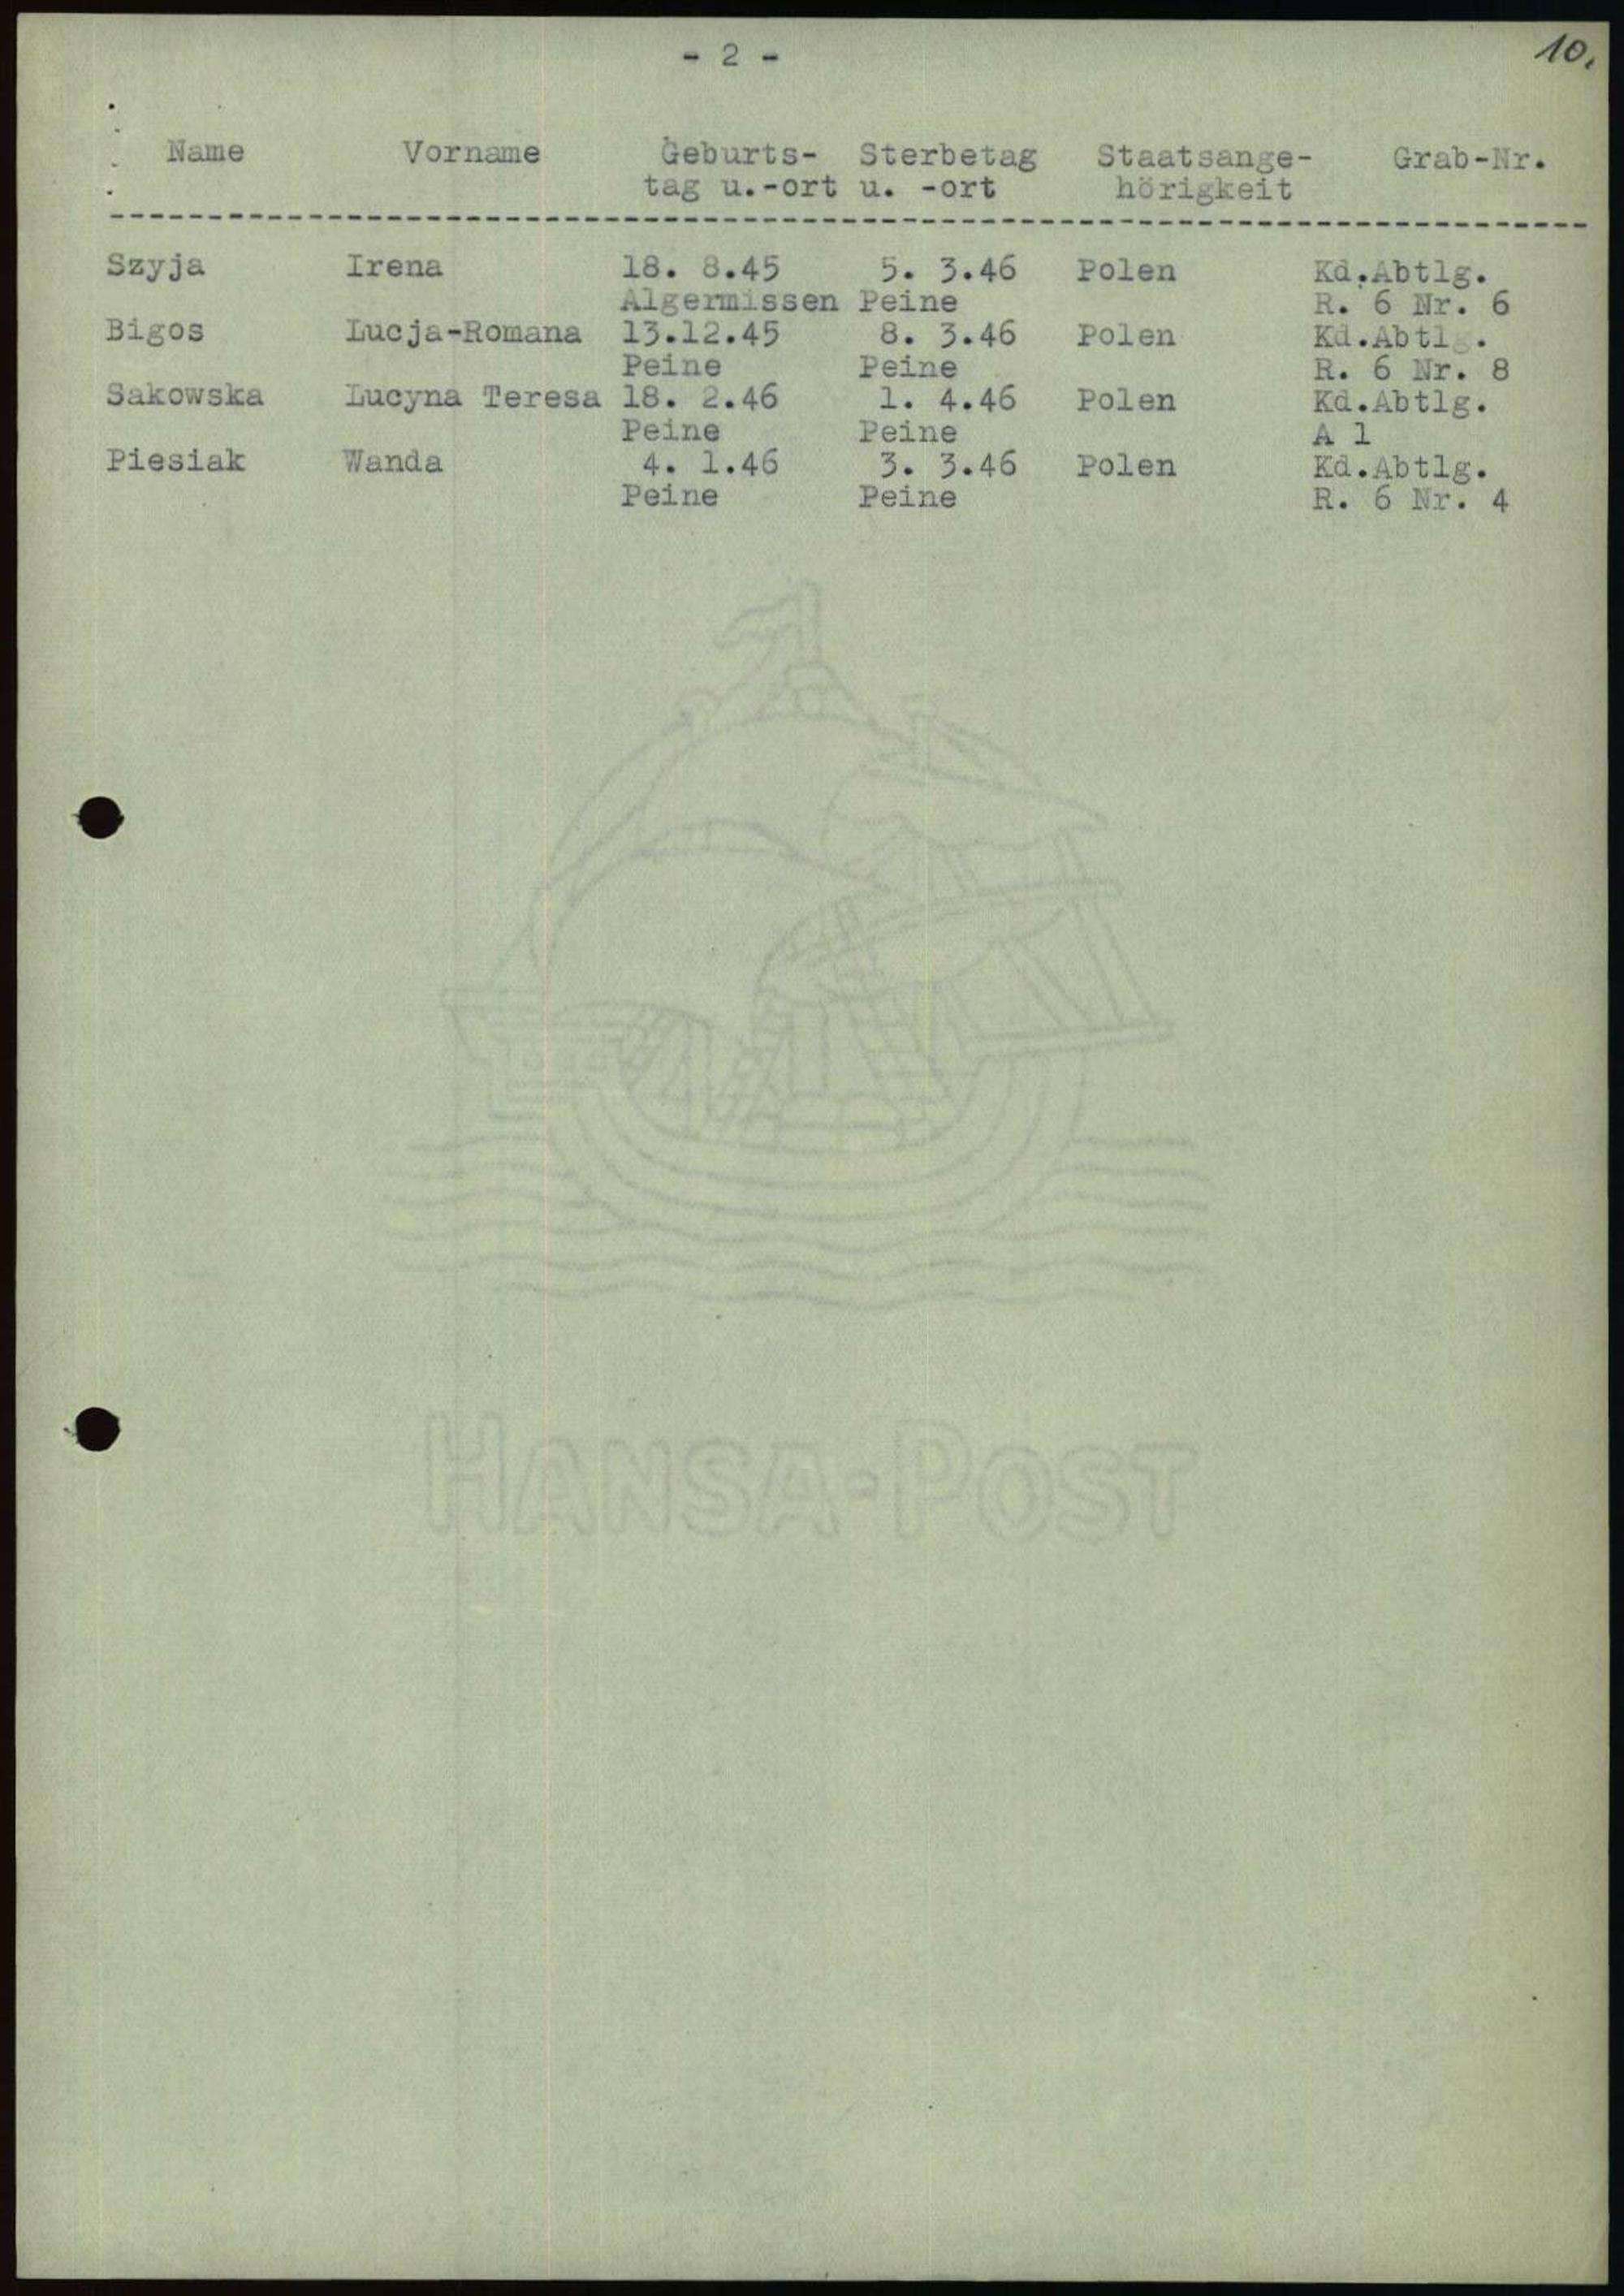 - 2 -
10.
Name Vorname Geburts- Sterbetag Staatsange- Grab-Nr.
tag u.-ort u. -ort hörigkeit
Szyja Irena 18. 8.45 5. 3.46 Polen Kd.Abtlg.
Algermissen Peine R. 6 Nr. 6
Bigos Lucja-Romana 13.12.45 8. 3.46 Polen Kd.Abtlg.
Peine Peine R. 6 Nr. 8
Sakowska Lucyna Teresa 18. 2.46 1. 4.46 Polen Kd.Abtlg.
Peine Peine A 1
Piesiak Wanda 4. 1.46 3. 3.46 Polen Kd.Abtlg.
Peine Peine R. 6 Nr. 4
HANSA-POST